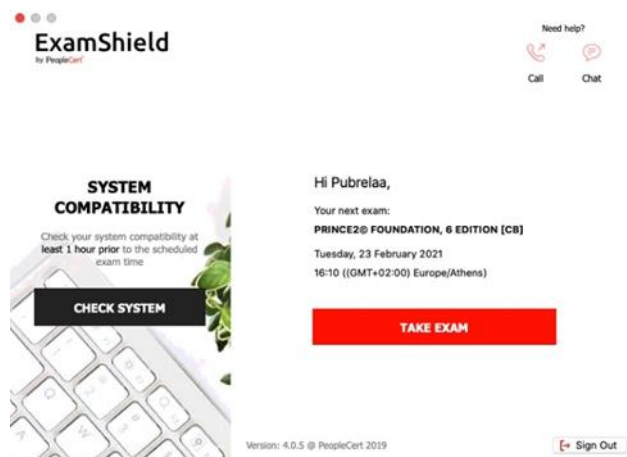 ExamShield
by PeopleCert
Need help?
Call
Chat
SYSTEM
COMPATIBILITY
Check your system compatibility at
least 1 hour prior to the scheduled
exam time
CHECK SYSTEM
Hi Pubrelaa,
Your next exam:
PRINCE2© FOUNDATION, 6 EDITION [CB]
Tuesday, 23 February 2021
16:10 ((GMT+02:00) Europe/Athens)
TAKE EXAM
Version: 4.0.5 @ PeopleCert 2019
Sign Out